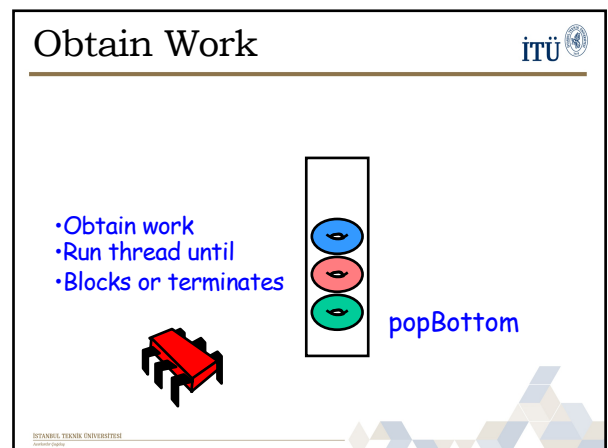 Obtain Work
İTÜ
•Obtain work
•Run thread until
•Blocks or terminates
popBottom
İSTANBUL TEKNİK ÜNİVERSİTESİ